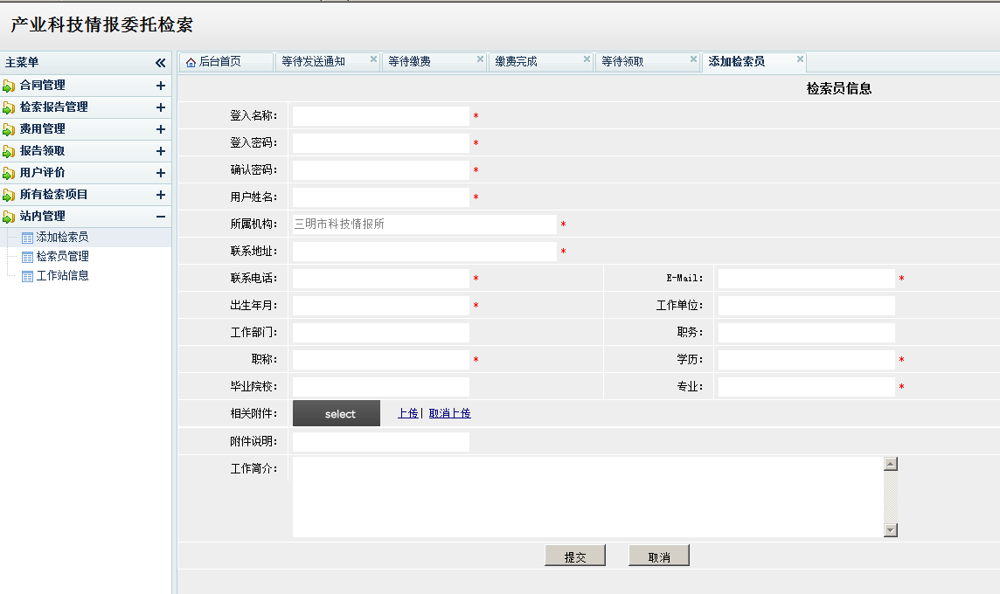 产业科技情报委托检索
主菜单
后台首页 等待发送通知 等待缴费 缴费完成 等待领取 添加检索员
合同管理
检索报告管理
费用管理
报告领取
用户评价
所有检索项目
站内管理
添加检索员
检索员管理
工作站信息
检索员信息
登入名称： *
登入密码： *
确认密码： *
用户姓名： *
所属机构： 三明市科技情报所 *
联系地址： *
联系电话： * E-Mail： *
出生年月： * 工作单位：
工作部门： 职务：
职称： * 学历： *
毕业院校： 专业： *
相关附件： select 上传| 取消上传
附件说明：
工作简介：
提交 取消